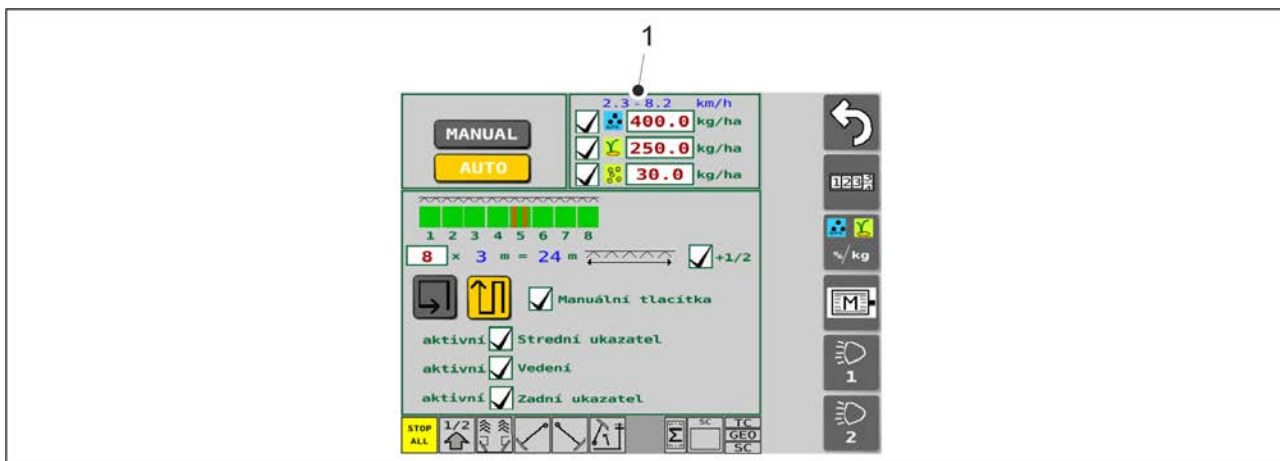 1
2.3 - 8.2 km/h
MANUAL
AUTO
400.0 kg/ha
250.0 kg/ha
30.0 kg/ha
1 2 3 4 5 6 7 8
8 x 3 m = 24 m +1/2
Manuální tlacítka
aktivní Strední ukazatel
aktivní Vedení
aktivní Zadní ukazatel
STOP ALL
1/2
Σ
SC
TC
GEO
SC
%/kg
M
1
2